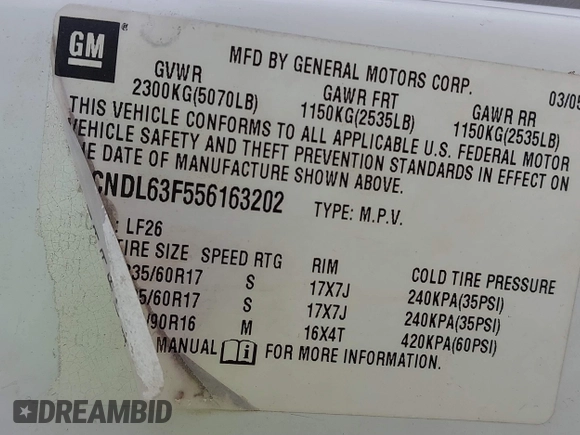 GM
MFD BY GENERAL MOTORS CORP. 03/05
GVWR GAWR FRT GAWR RR
2300KG(5070LB) 1150KG(2535LB) 1150KG(2535LB)
THIS VEHICLE CONFORMS TO ALL APPLICABLE U.S. FEDERAL MOTOR
VEHICLE SAFETY AND THEFT PREVENTION STANDARDS IN EFFECT ON
HE DATE OF MANUFACTURE SHOWN ABOVE.
CNDL63F556163202 TYPE: M.P.V.
: LF26
TIRE SIZE SPEED RTG RIM COLD TIRE PRESSURE
235/60R17 S 17X7J 240KPA(35PSI)
5/60R17 S 17X7J 240KPA(35PSI)
90R16 M 16X4T 420KPA(60PSI)
MANUAL FOR MORE INFORMATION.
DREAMBID